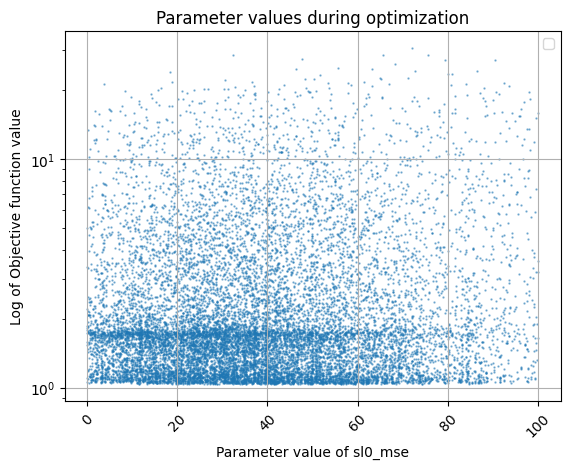 Parameter values during optimization
Log of Objective function value
10¹
10⁰
0 20 40 60 80 100
Parameter value of sl0_mse